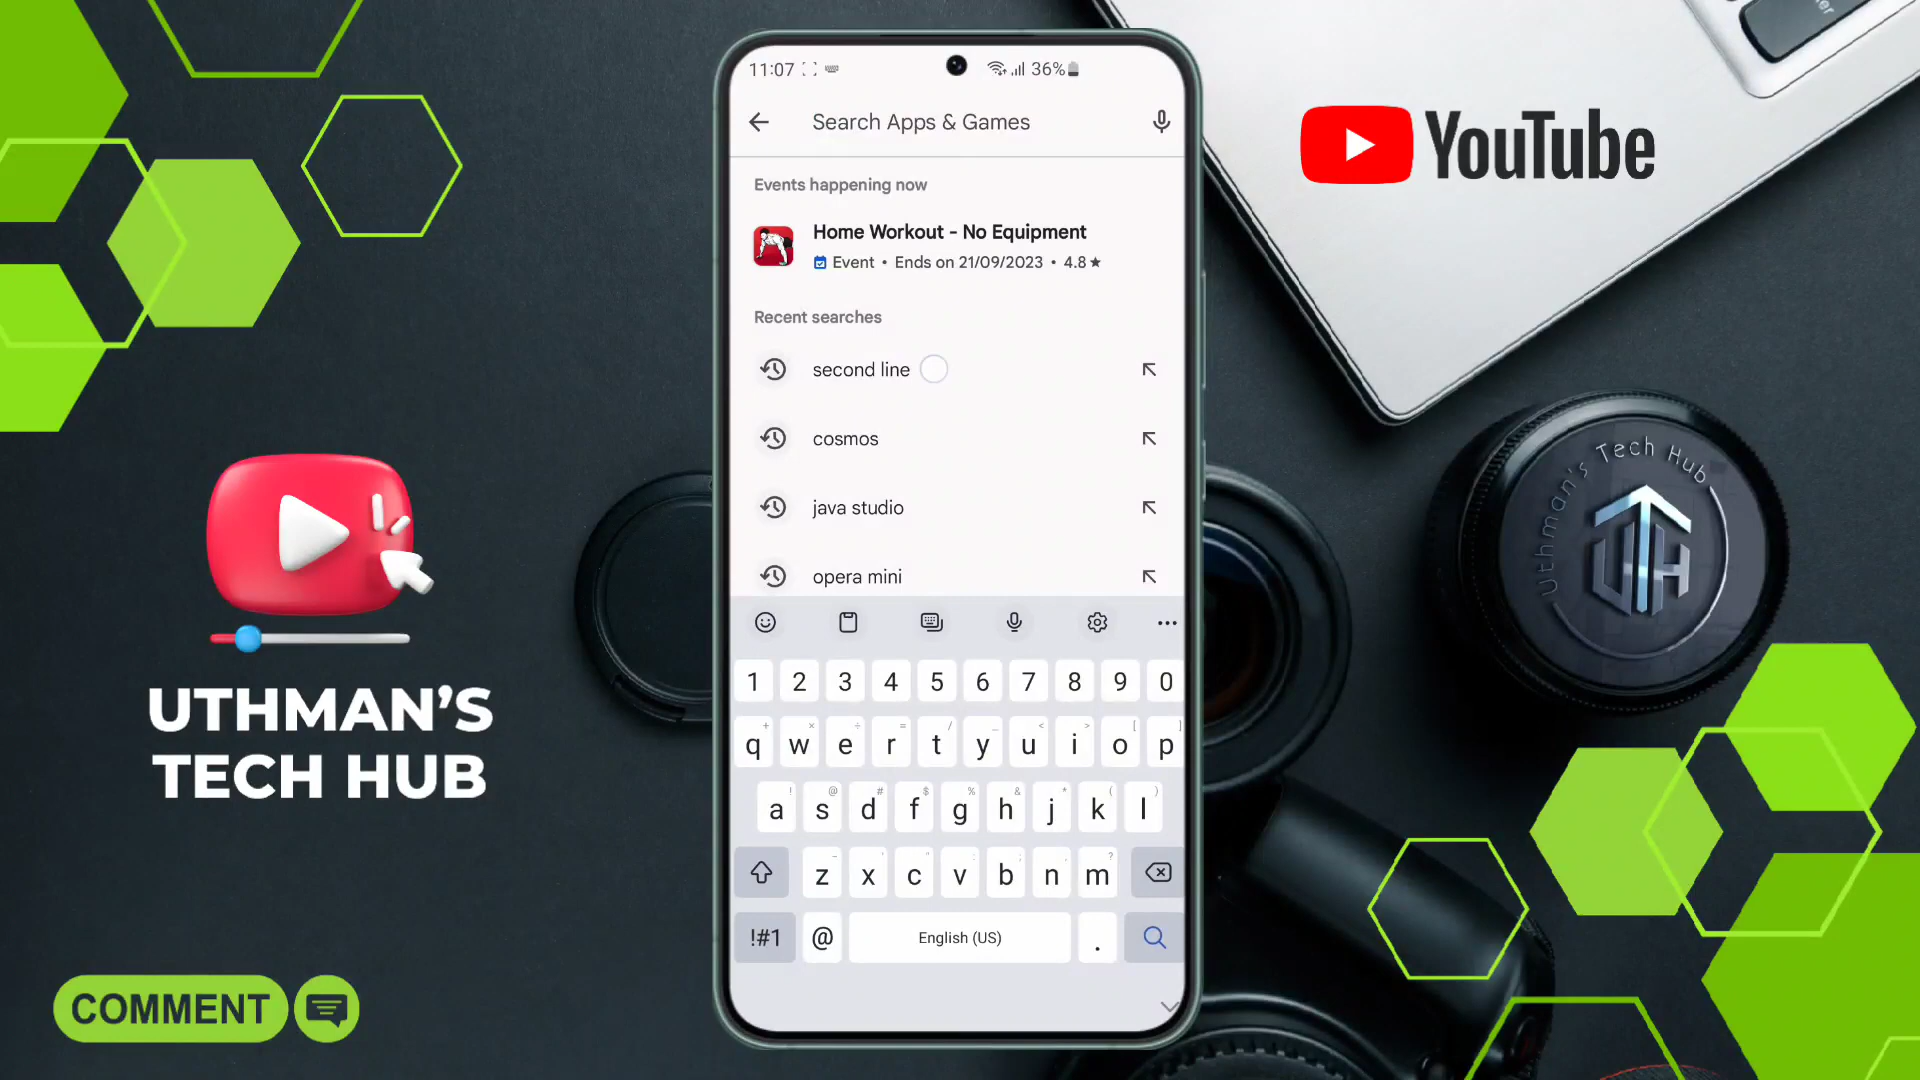 11:07
36%
Search Apps & Games
YouTube
Events happening now
Home Workout - No Equipment
Event • Ends on 21/09/2023 • 4.8★
Recent searches
second line
cosmos
java studio
opera mini
Uthman's Tech Hub
UTH
UTHMAN'S
TECH HUB
1 2 3 4 5 6 7 8 9 0
q w e r t y u i o p
a s d f g h j k l
z x c v b n m
!#1 @ English (US) .
COMMENT